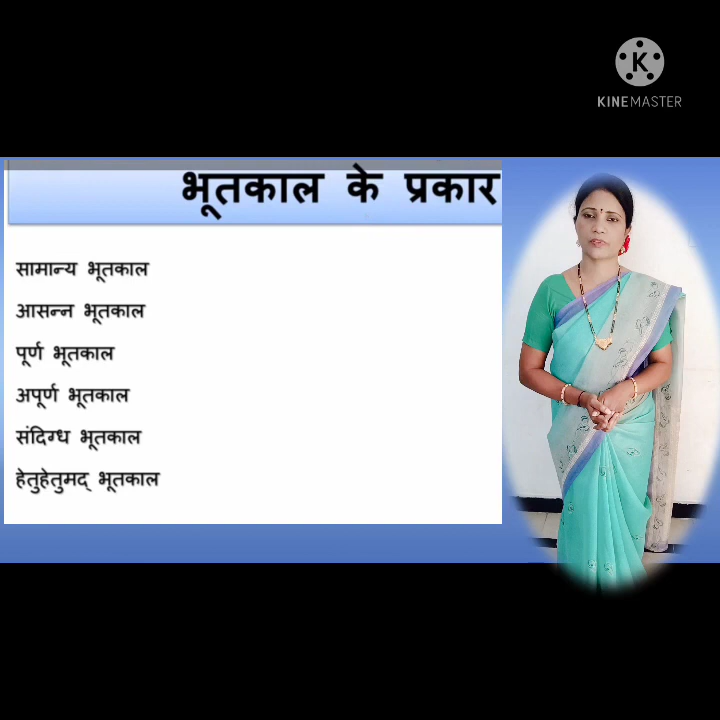 K
KINEMASTER
भूतकाल के प्रकार
सामान्य भूतकाल
आसन्न भूतकाल
पूर्ण भूतकाल
अपूर्ण भूतकाल
संदिग्ध भूतकाल
हेतुहेतुमद् भूतकाल